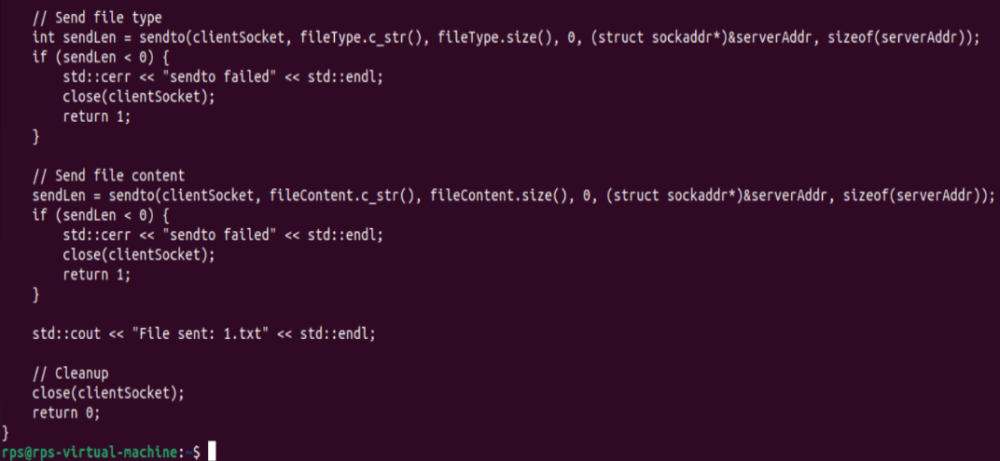 // Send file type
int sendLen = sendto(clientSocket, fileType.c_str(), fileType.size(), 0, (struct sockaddr*)&serverAddr, sizeof(serverAddr));
if (sendLen < 0) {
std::cerr << "sendto failed" << std::endl;
close(clientSocket);
return 1;
}
// Send file content
sendLen = sendto(clientSocket, fileContent.c_str(), fileContent.size(), 0, (struct sockaddr*)&serverAddr, sizeof(serverAddr));
if (sendLen < 0) {
std::cerr << "sendto failed" << std::endl;
close(clientSocket);
return 1;
}
std::cout << "File sent: 1.txt" << std::endl;
// Cleanup
close(clientSocket);
return 0;
}
rps@rps-virtual-machine:~$